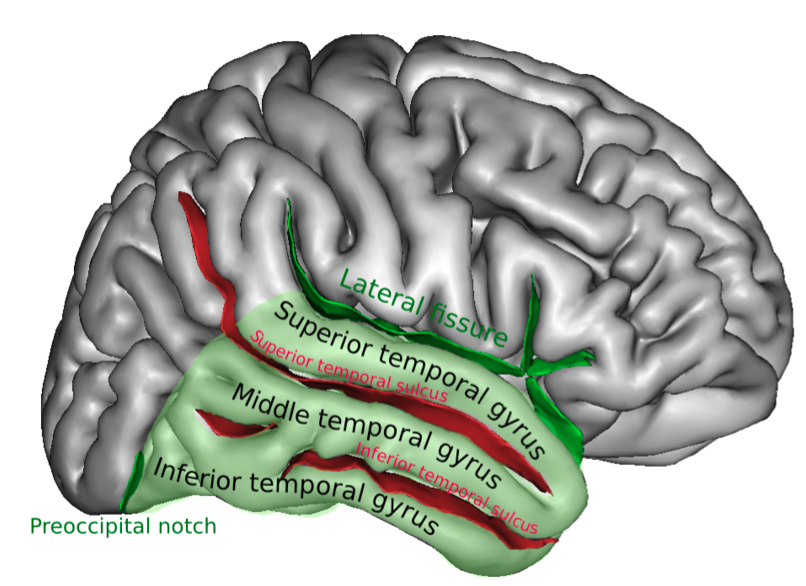 Lateral fissure
Superior temporal gyrus
Superior temporal sulcus
Middle temporal gyrus
Inferior temporal sulcus
Inferior temporal gyrus
Preoccipital notch